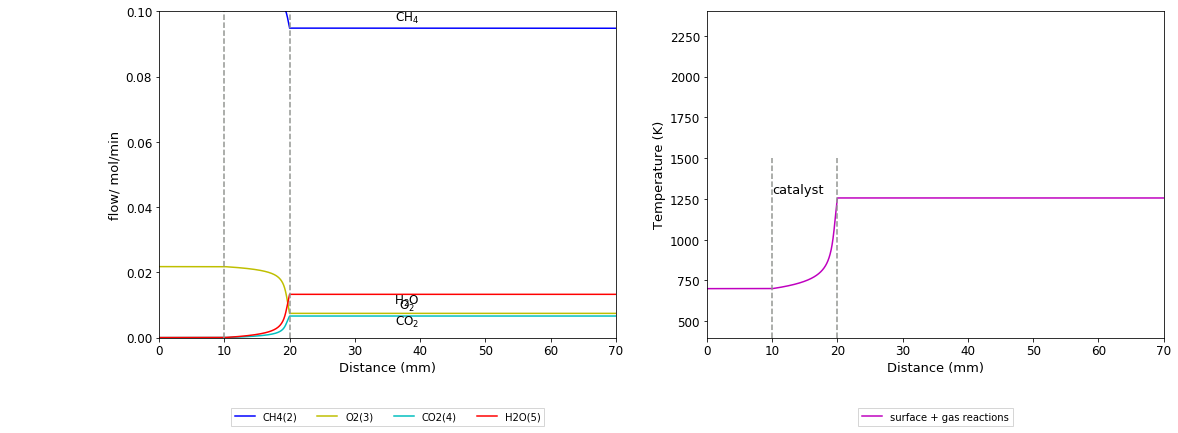 0.10
0.08
0.06
0.04
0.02
0.00
flow/ mol/min
CH4
H2O
O2
CO2
0 10 20 30 40 50 60 70
Distance (mm)
CH4(2) O2(3) CO2(4) H2O(5)
2250
2000
1750
1500
1250
1000
750
500
Temperature (K)
catalyst
0 10 20 30 40 50 60 70
Distance (mm)
surface + gas reactions